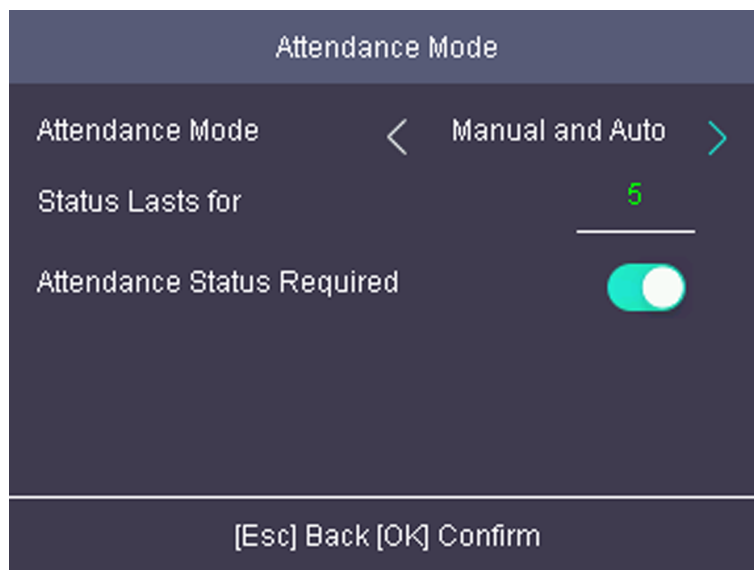 Attendance Mode
Attendance Mode < Manual and Auto >
Status Lasts for 5
Attendance Status Required
[Esc] Back [OK] Confirm